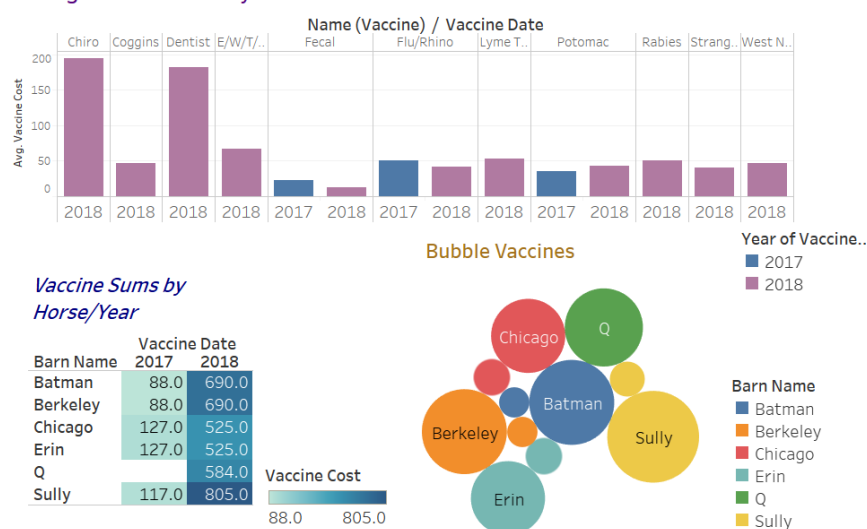 Name (Vaccine) / Vaccine Date
Chiro Coggins Dentist E/W/T/.. Fecal Flu/Rhino Lyme T.. Potomac Rabies Strang.. West N..
Avg. Vaccine Cost
200
150
100
50
0
2018 2018 2018 2018 2017 2018 2017 2018 2018 2017 2018 2018 2018 2018
Year of Vaccine..
2017
2018
Bubble Vaccines
Chicago
Q
Batman
Berkeley
Sully
Erin
Vaccine Sums by
Horse/Year
Vaccine Date
Barn Name 2017 2018
Batman 88.0 690.0
Berkeley 88.0 690.0
Chicago 127.0 525.0
Erin 127.0 525.0
Q 584.0
Sully 117.0 805.0
Vaccine Cost
88.0 805.0
Barn Name
Batman
Berkeley
Chicago
Erin
Q
Sully